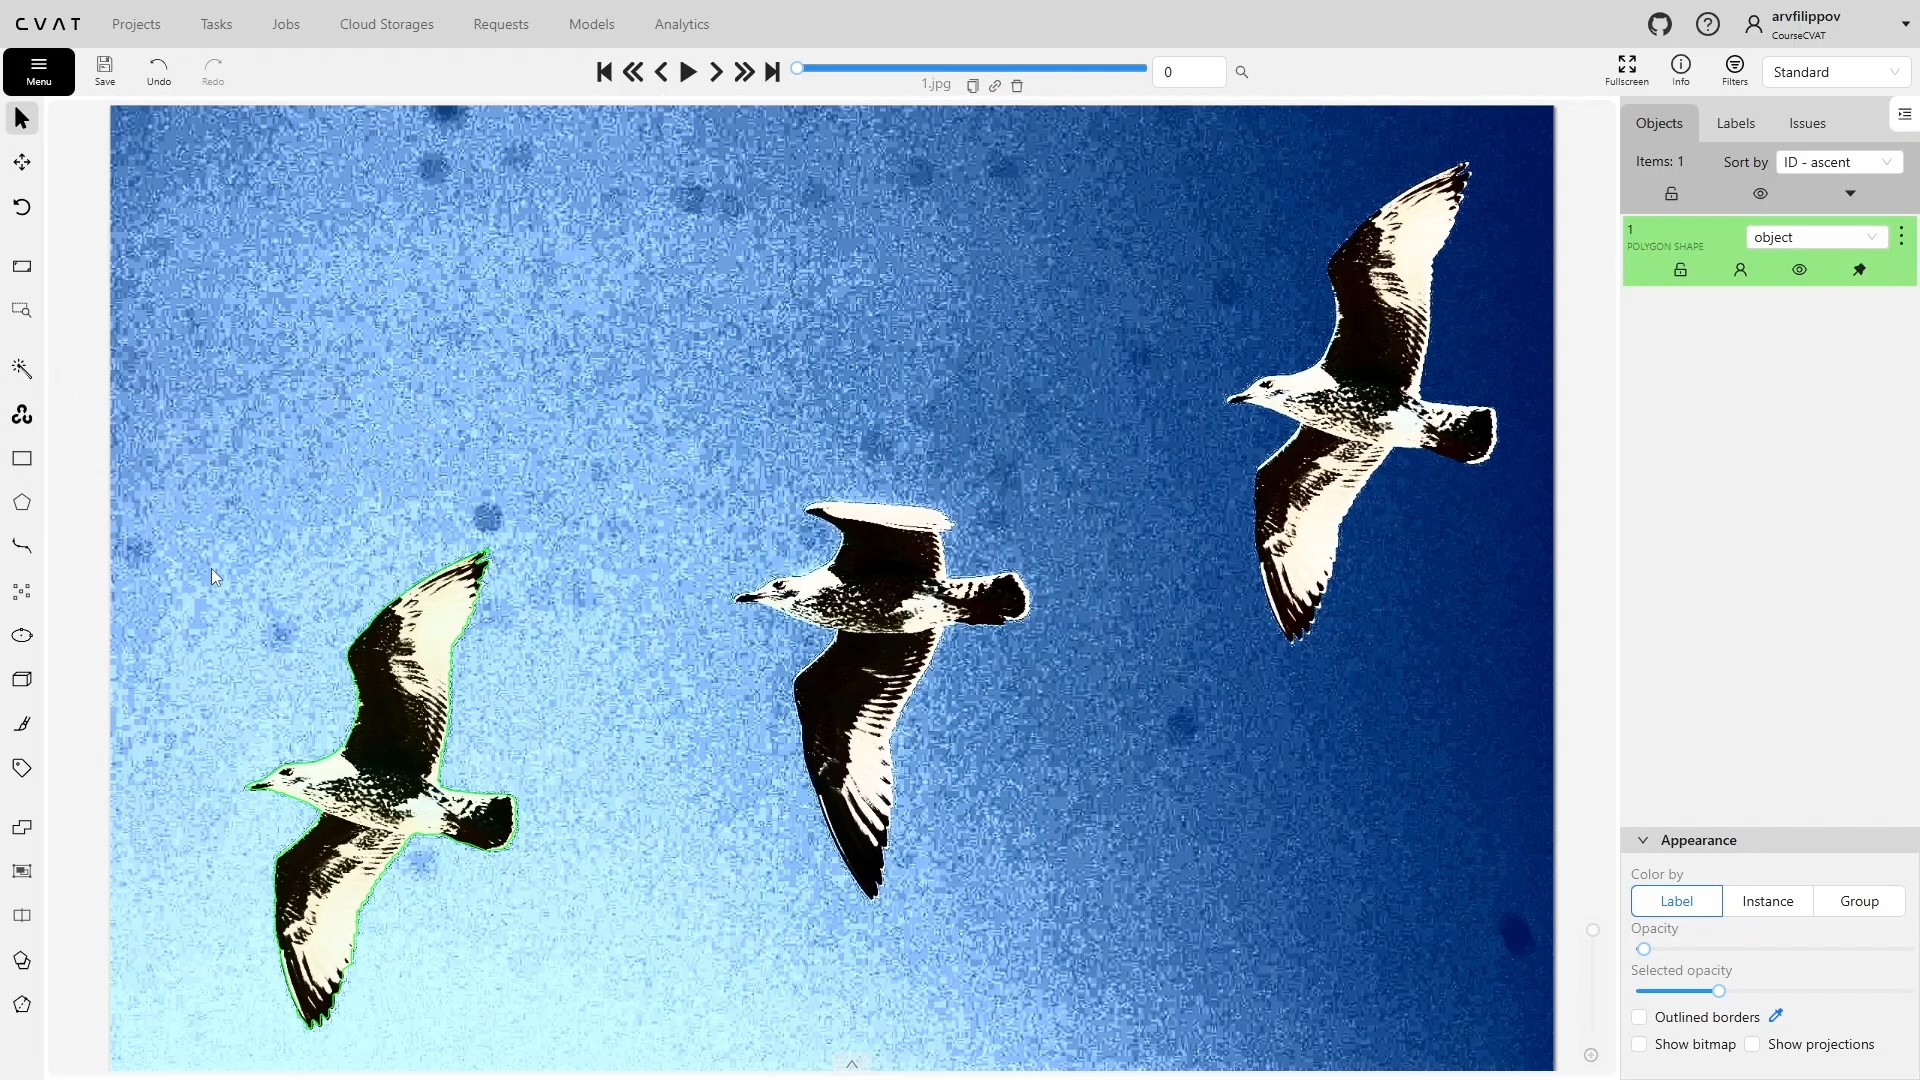 CVAT
Projects
Tasks
Jobs
Cloud Storages
Requests
Models
Analytics
arvfilippov
CourseCVAT
Menu
Save
Undo
Redo
1.jpg
0
Fullscreen
Info
Filters
Standard
Objects
Labels
Issues
Items: 1
Sort by
ID - ascent
1
POLYGON SHAPE
object
Appearance
Color by
Label
Instance
Group
Opacity
Selected opacity
Outlined borders
Show bitmap
Show projections